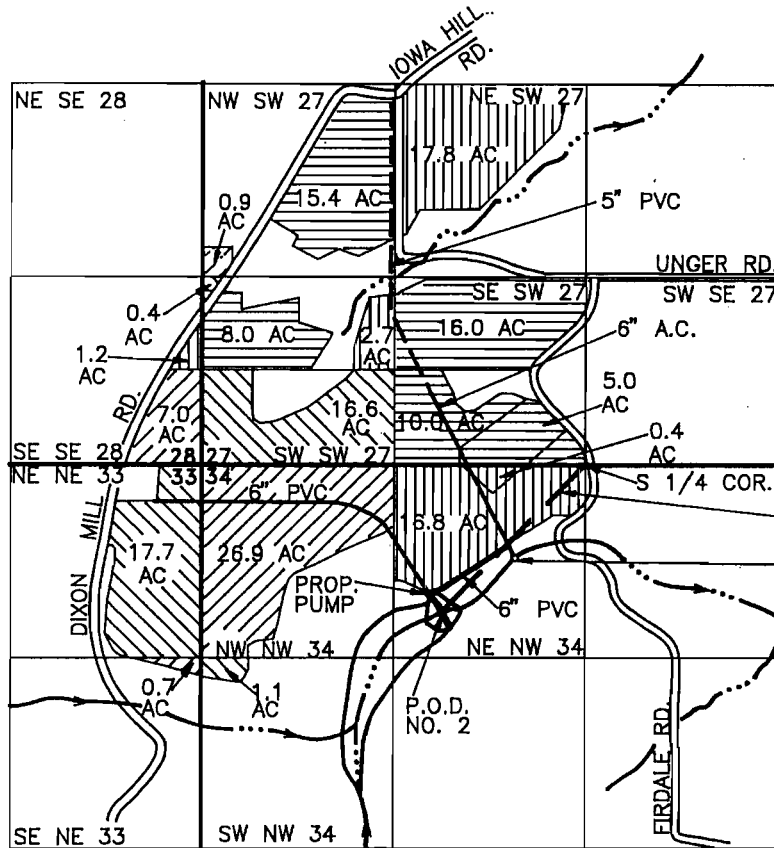 IOWA HILL
RD.
NE SE 28
NW SW 27
NE SW 27
17.8 AC
0.9
AC
15.4 AC
5" PVC
UNGER RD.
SE SW 27
SW SE 27
0.4
AC
8.0 AC
2.7
AC
16.0 AC
6" A.C.
1.2
AC
RD.
5.0
AC
7.0
AC
16.6
AC
10.0 AC
0.4
AC
SE SE 28
28 27
SW SW 27
NE NE 33
33 34
S 1/4 COR.
6" PVC
MILL
16.8 AC
17.7
AC
26.9 AC
DIXON
PROP.
PUMP
6" PVC
NW NW 34
NE NW 34
0.7
AC
1.1
AC
P.O.D.
NO. 2
FIRDALE RD.
SE NE 33
SW NW 34